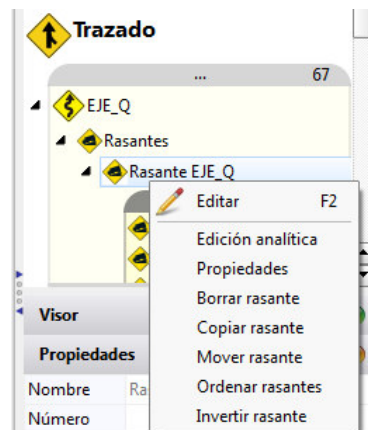 Trazado
... 67
EJE_Q
Rasantes
Rasante EJE_Q
Editar F2
Edición analítica
Propiedades
Borrar rasante
Copiar rasante
Mover rasante
Ordenar rasantes
Invertir rasante
Visor
Propiedades
Nombre Ra
Número